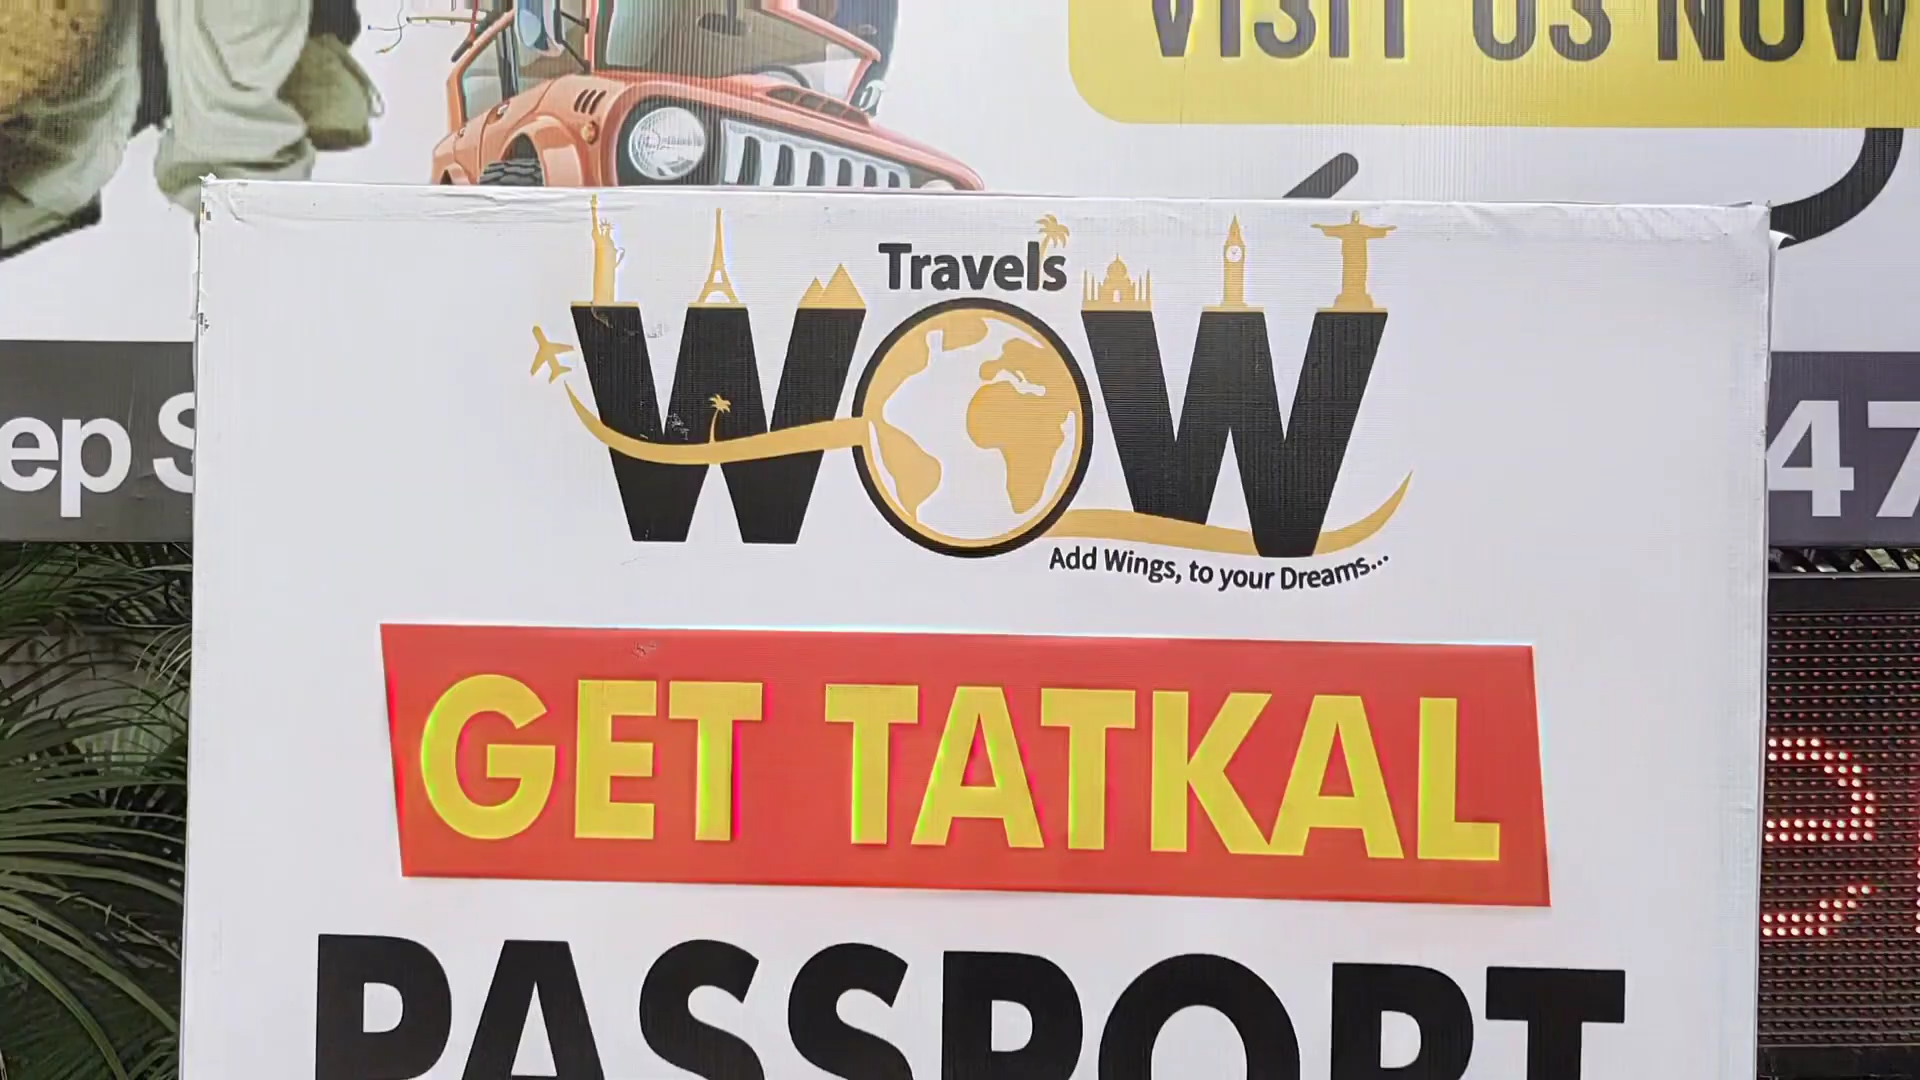 VISIT US NOW
Travels
WOW
Add Wings, to your Dreams...
GET TATKAL
PASSPORT
ep S
47